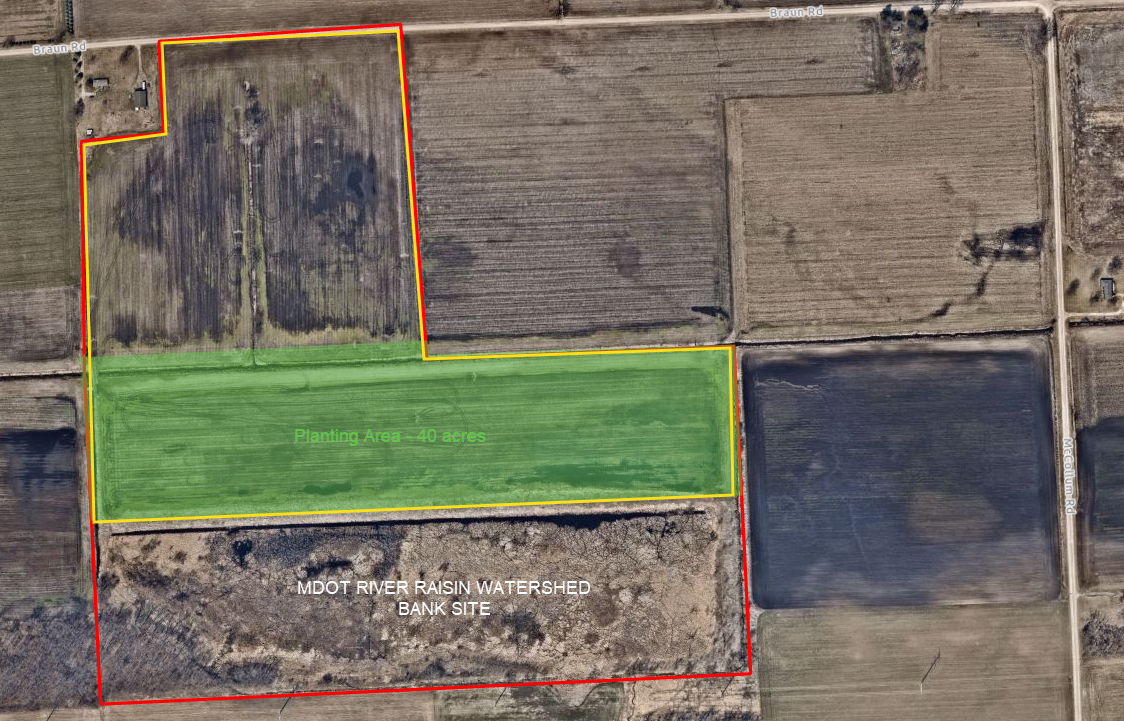 Braun Rd
Braun Rd
Planting Area - 40 acres
McCollum Rd
MDOT RIVER RAISIN WATERSHED
BANK SITE